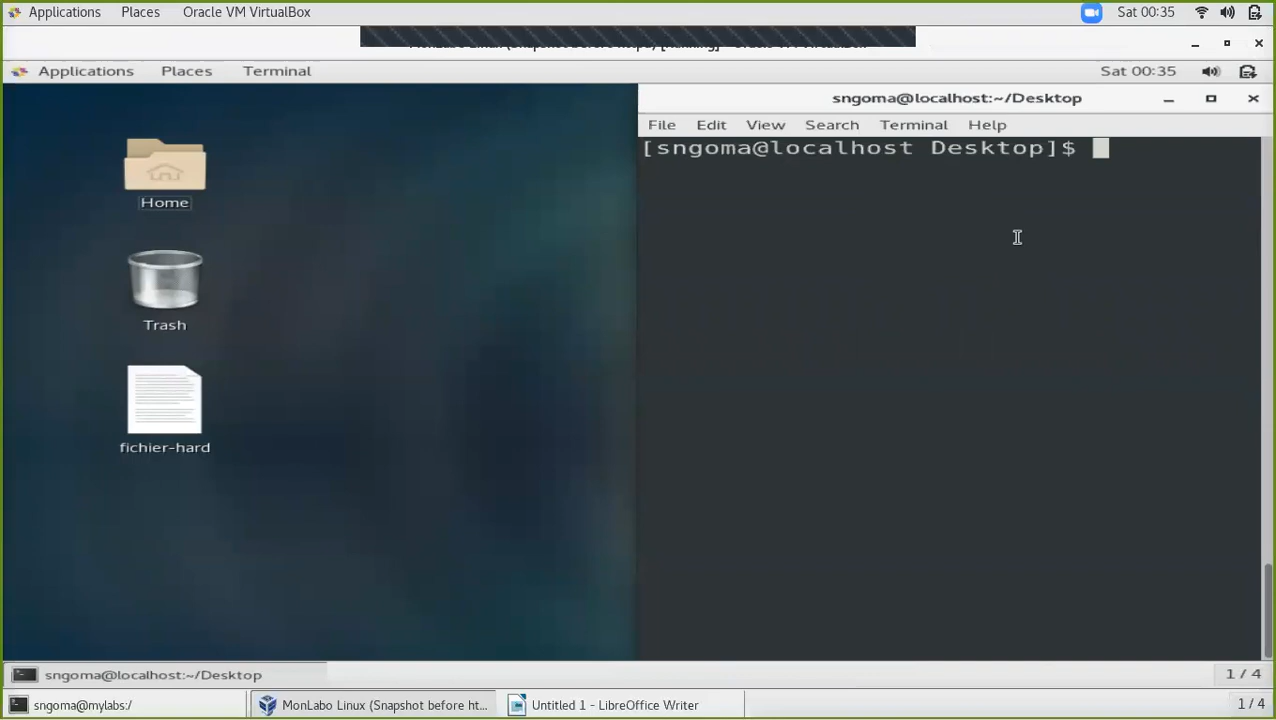 Applications Places Oracle VM VirtualBox Sat 00:35
Applications Places Terminal Sat 00:35
sngoma@localhost:~/Desktop
File Edit View Search Terminal Help
[sngoma@localhost Desktop]$
Home
Trash
fichier-hard
sngoma@localhost:~/Desktop 1 / 4
sngoma@mylabs:/ MonLabo Linux (Snapshot before ht... Untitled 1 - LibreOffice Writer 1 / 4